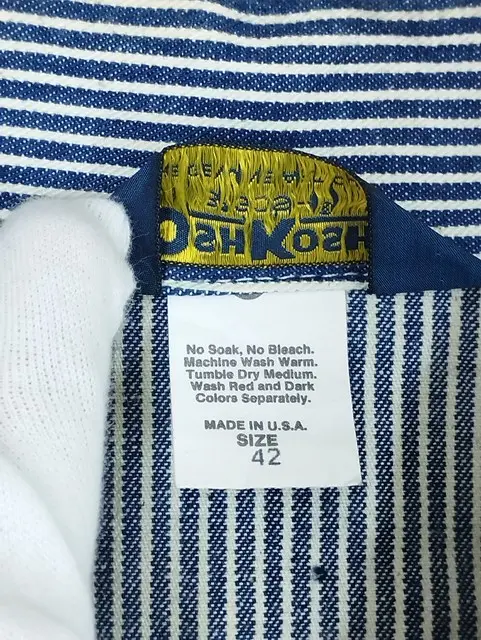 OSHKOSH
No Soak, No Bleach.
Machine Wash Warm.
Tumble Dry Medium.
Wash Red and Dark
Colors Separately.
MADE IN U.S.A.
SIZE
42